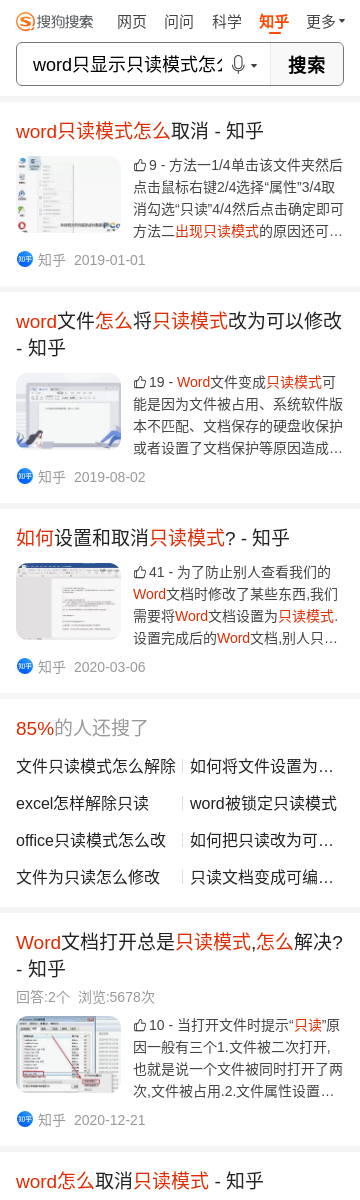 搜狗搜索 网页 问问 科学 知乎 更多
word只显示只读模式怎么 搜索
word只读模式怎么取消 - 知乎
9 - 方法一1/4单击该文件夹然后
点击鼠标右键2/4选择“属性”3/4取
消勾选“只读”4/4然后点击确定即可
方法二出现只读模式的原因还可…
知乎 2019-01-01
word文件怎么将只读模式改为可以修改
- 知乎
19 - Word文件变成只读模式可
能是因为文件被占用、系统软件版
本不匹配、文档保存的硬盘收保护
或者设置了文档保护等原因造成…
知乎 2019-08-02
如何设置和取消只读模式? - 知乎
41 - 为了防止别人查看我们的
Word文档时修改了某些东西,我们
需要将Word文档设置为只读模式.
设置完成后的Word文档,别人只…
知乎 2020-03-06
85%的人还搜了
文件只读模式怎么解除 如何将文件设置为…
excel怎样解除只读 word被锁定只读模式
office只读模式怎么改 如何把只读改为可…
文件为只读怎么修改 只读文档变成可编…
Word文档打开总是只读模式,怎么解决?
- 知乎
回答:2个 浏览:5678次
10 - 当打开文件时提示“只读”原
因一般有三个1.文件被二次打开,
也就是说一个文件被同时打开了两
次,文件被占用.2.文件属性设置…
知乎 2020-12-21
word怎么取消只读模式 - 知乎